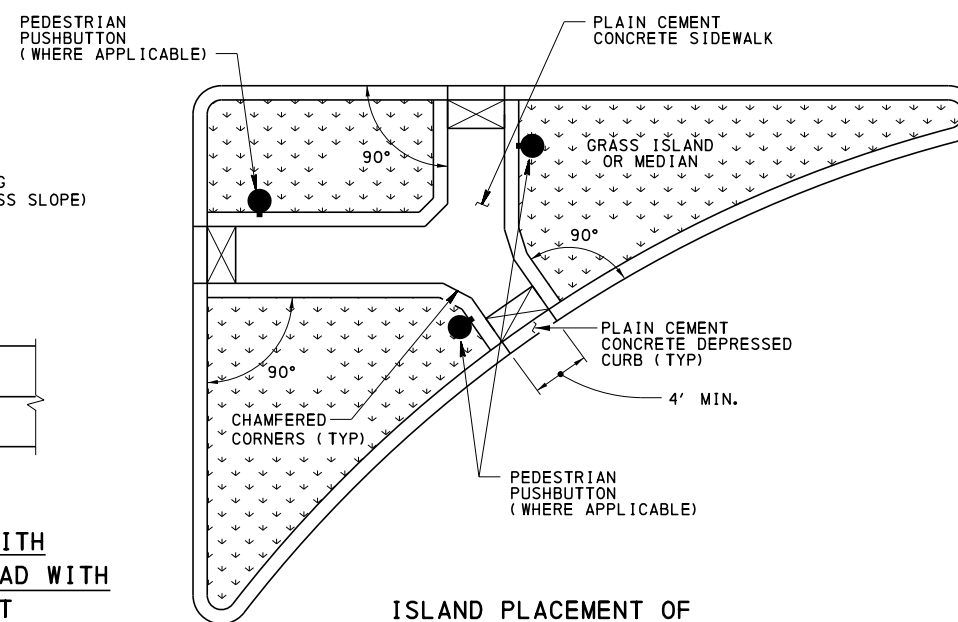 PEDESTRIAN
PUSHBUTTON
(WHERE APPLICABLE)
PLAIN CEMENT
CONCRETE SIDEWALK
90°
GRASS ISLAND
OR MEDIAN
G
SS SLOPE)
90°
PLAIN CEMENT
CONCRETE DEPRESSED
CURB (TYP)
90°
4' MIN.
CHAMFERED
CORNERS (TYP)
PEDESTRIAN
PUSHBUTTON
(WHERE APPLICABLE)
ITH
AD WITH
T
ISLAND PLACEMENT OF